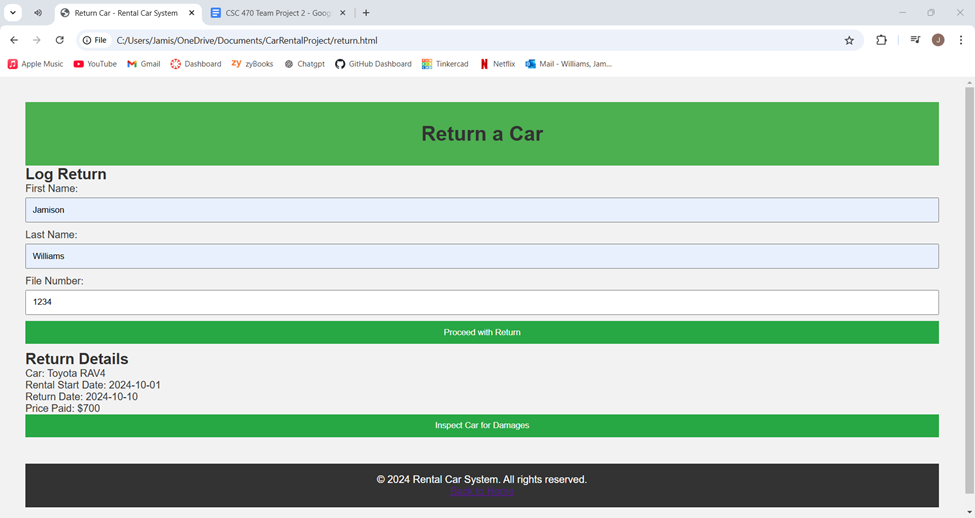 Return Car - Rental Car System
CSC 470 Team Project 2 - Goog
File
C:/Users/Jamis/OneDrive/Documents/CarRentalProject/return.html
J
Apple Music
YouTube
Gmail
Dashboard
zy zyBooks
Chatgpt
GitHub Dashboard
Tinkercad
Netflix
Mail - Williams, Jam...
Return a Car
Log Return
First Name:
Jamison
Last Name:
Williams
File Number:
1234
Proceed with Return
Return Details
Car: Toyota RAV4
Rental Start Date: 2024-10-01
Return Date: 2024-10-10
Price Paid: $700
Inspect Car for Damages
© 2024 Rental Car System. All rights reserved.
Back to Home